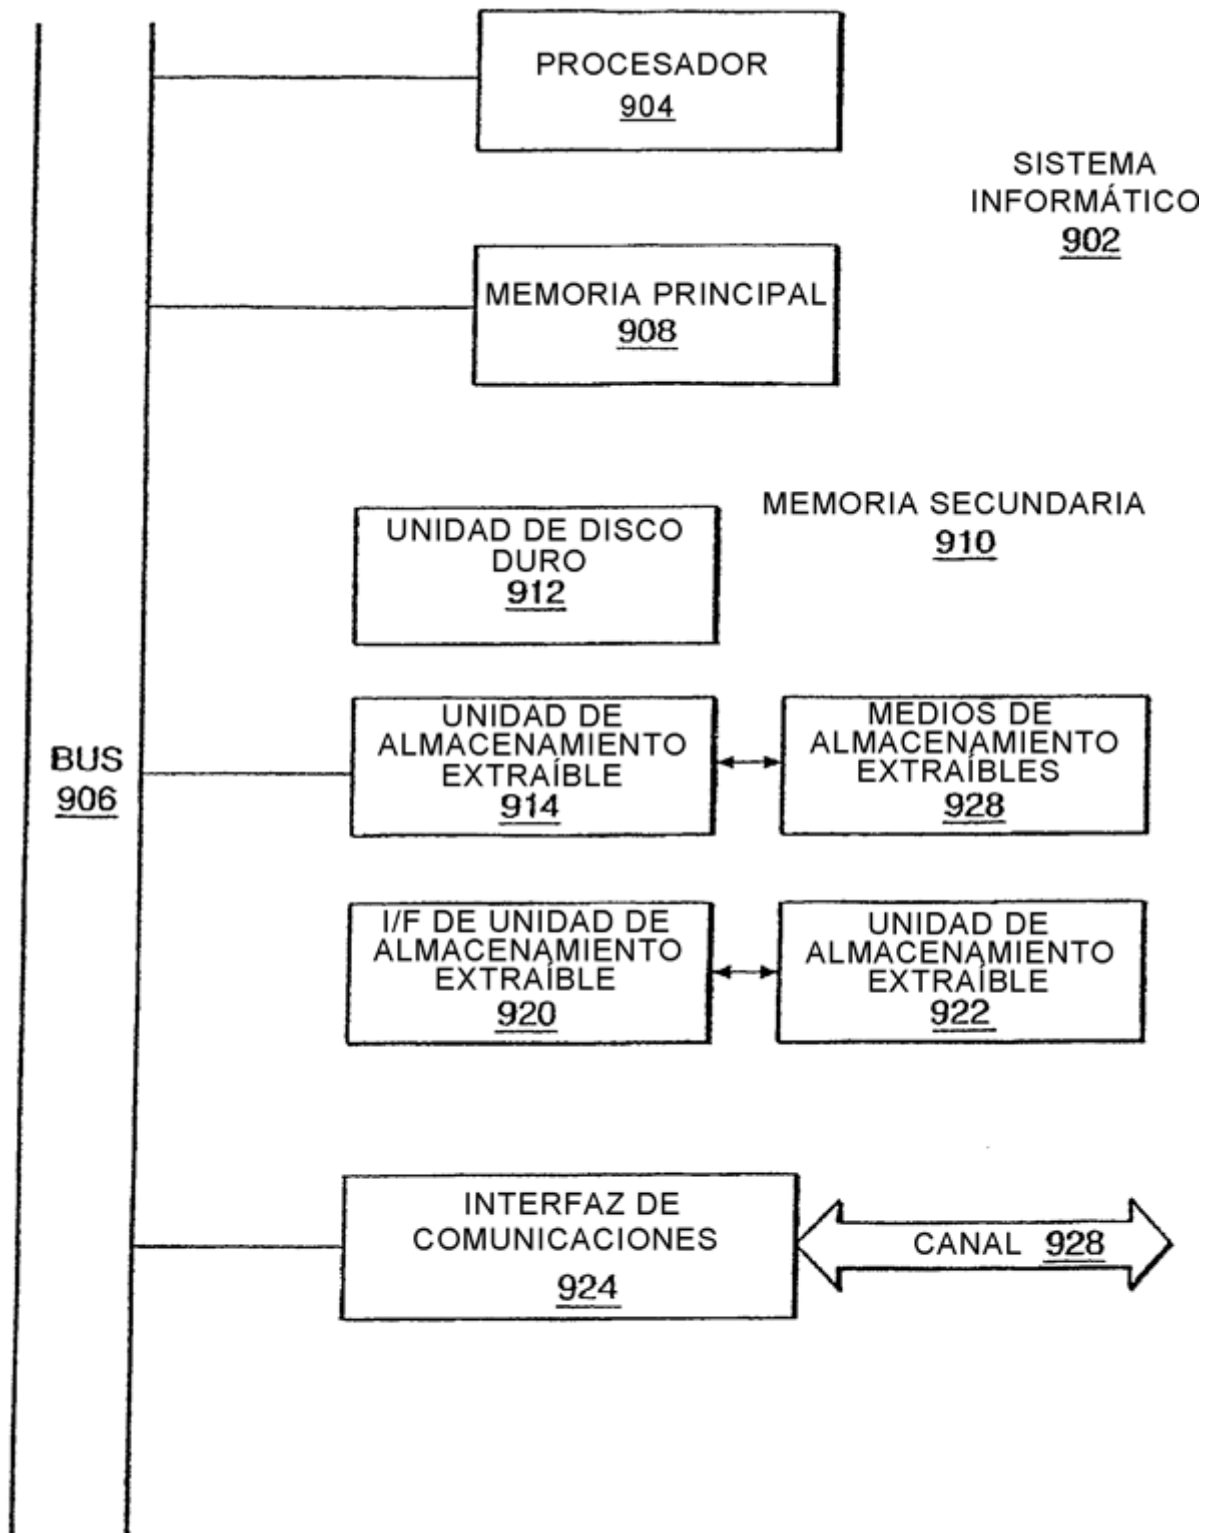 PROCESADOR
904
SISTEMA
INFORMÁTICO
902
MEMORIA PRINCIPAL
908
MEMORIA SECUNDARIA
910
UNIDAD DE DISCO
DURO
912
BUS
906
UNIDAD DE
ALMACENAMIENTO
EXTRAÍBLE
914
MEDIOS DE
ALMACENAMIENTO
EXTRAÍBLES
928
I/F DE UNIDAD DE
ALMACENAMIENTO
EXTRAÍBLE
920
UNIDAD DE
ALMACENAMIENTO
EXTRAÍBLE
922
INTERFAZ DE
COMUNICACIONES
924
CANAL 928